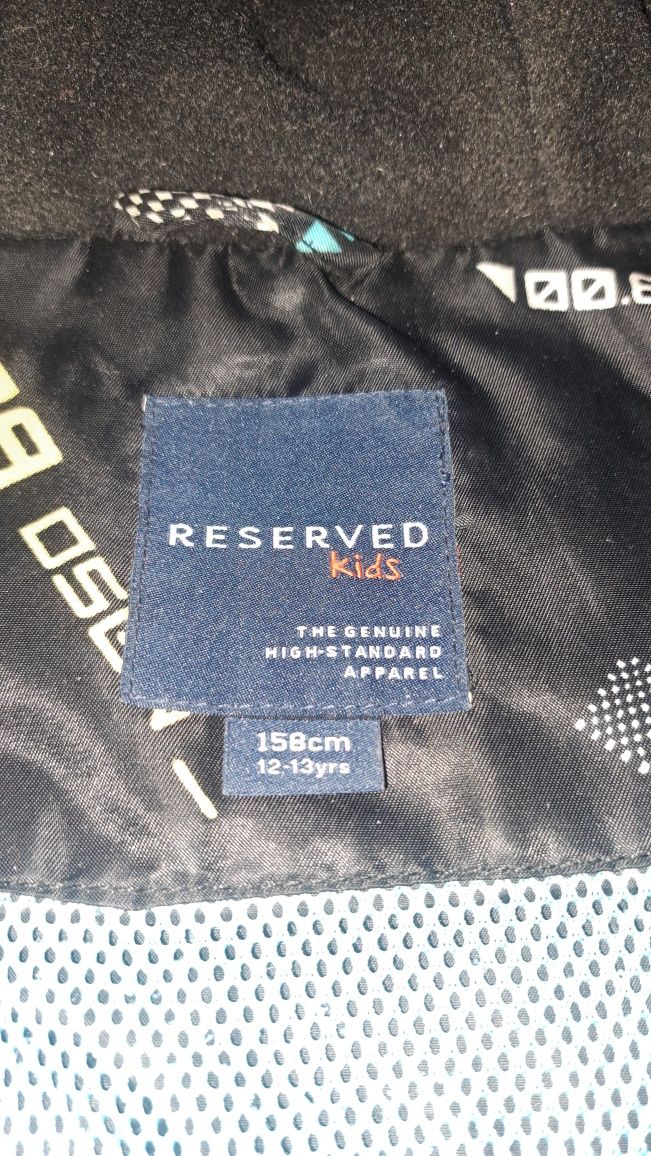 RESERVED
kids
THE GENUINE
HIGH-STANDARD
APPAREL
158cm
12-13yrs